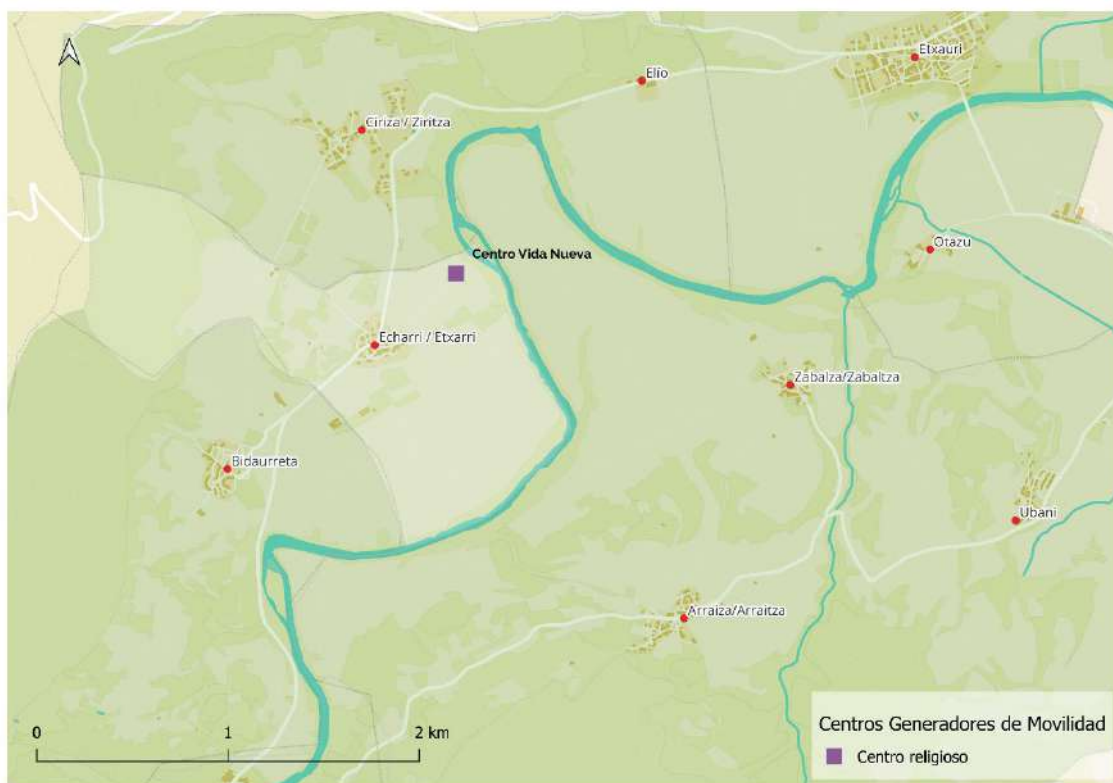 Etxauri
Elío
Ciriza / Ziritza
Otazu
Centro Vida Nueva
Echarri / Etxarri
Zabalza/Zabaltza
Bidaurreta
Ubani
Arraiza/Arraitza
0 1 2 km
Centros Generadores de Movilidad
Centro religioso